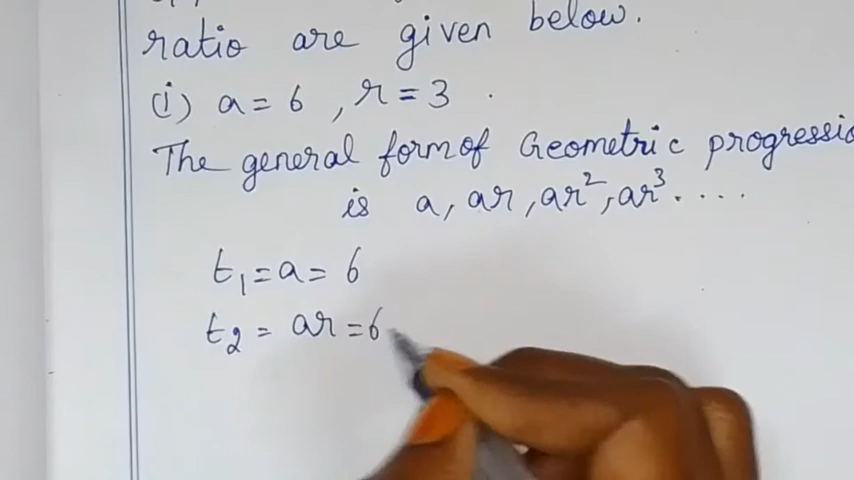 ratio are given below.
(i) a = 6 , r = 3 .
The general form of Geometric progressio
is a, ar, ar², ar³ . . . .
t₁ = a = 6
t₂ = ar = 6